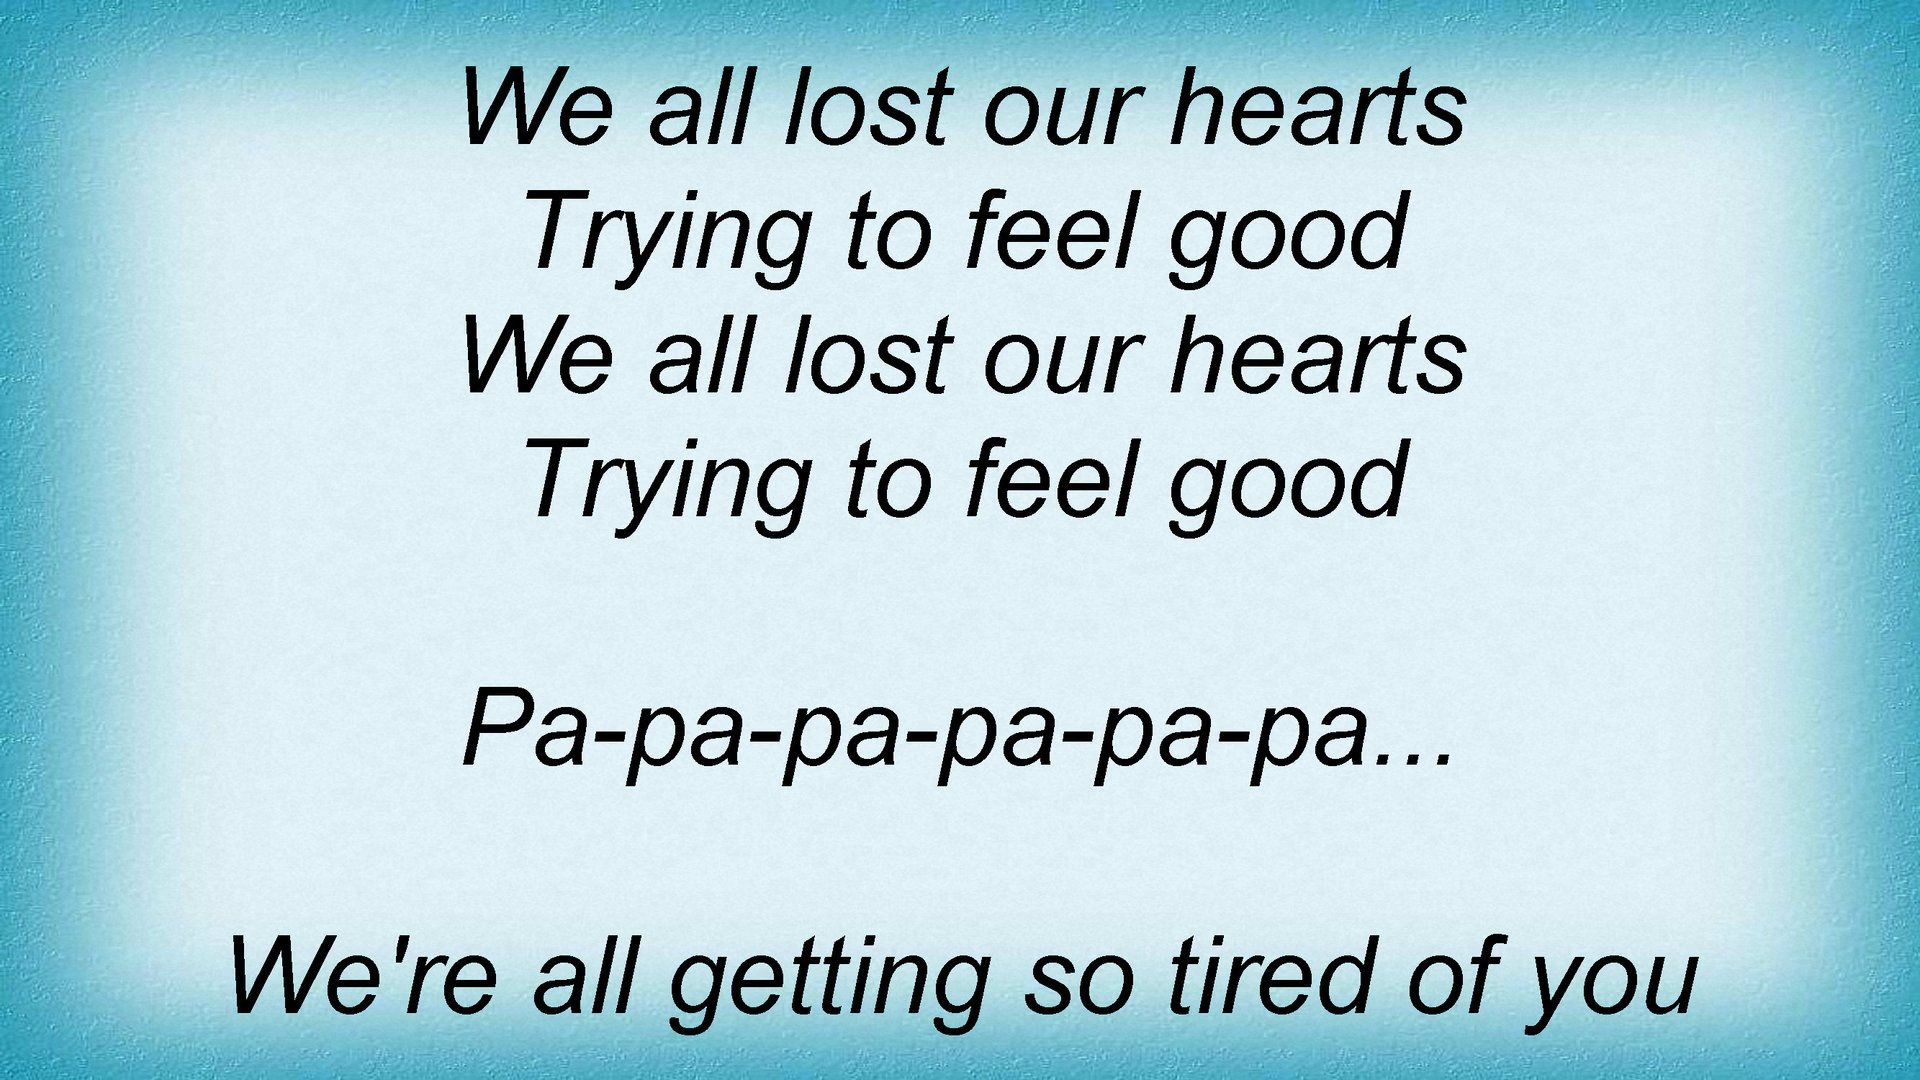 We all lost our hearts
Trying to feel good
We all lost our hearts
Trying to feel good
Pa-pa-pa-pa-pa-pa...
We're all getting so tired of you